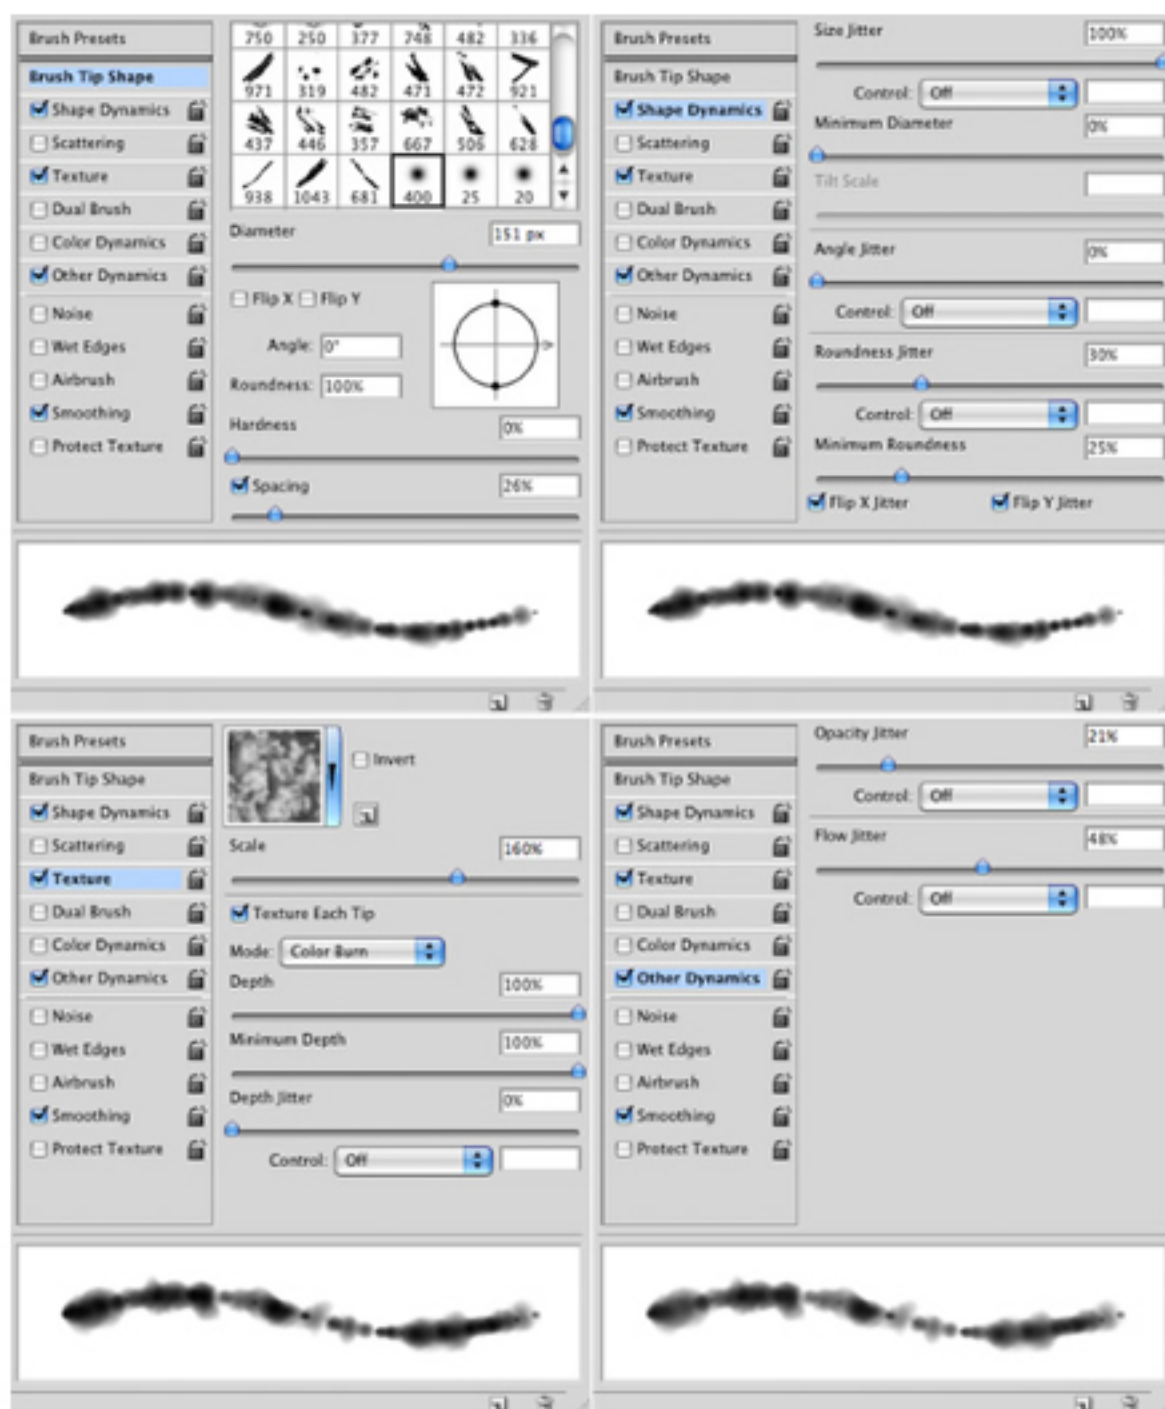 Brush Presets
Brush Tip Shape
Shape Dynamics
Scattering
Texture
Dual Brush
Color Dynamics
Other Dynamics
Noise
Wet Edges
Airbrush
Smoothing
Protect Texture
750 250 377 748 482 336
971 319 482 471 472 921
437 446 357 667 506 628
938 1043 681 400 25 20
Diameter 151 px
Flip X Flip Y
Angle: 0°
Roundness: 100%
Hardness 0%
Spacing 26%
Brush Presets
Brush Tip Shape
Shape Dynamics
Scattering
Texture
Dual Brush
Color Dynamics
Other Dynamics
Noise
Wet Edges
Airbrush
Smoothing
Protect Texture
Size Jitter 100%
Control: Off
Minimum Diameter 0%
Tilt Scale
Angle Jitter 0%
Control: Off
Roundness Jitter 30%
Control: Off
Minimum Roundness 25%
Flip X Jitter Flip Y Jitter
Brush Presets
Brush Tip Shape
Shape Dynamics
Scattering
Texture
Dual Brush
Color Dynamics
Other Dynamics
Noise
Wet Edges
Airbrush
Smoothing
Protect Texture
Invert
Scale 160%
Texture Each Tip
Mode: Color Burn
Depth 100%
Minimum Depth 100%
Depth Jitter 0%
Control: Off
Brush Presets
Brush Tip Shape
Shape Dynamics
Scattering
Texture
Dual Brush
Color Dynamics
Other Dynamics
Noise
Wet Edges
Airbrush
Smoothing
Protect Texture
Opacity Jitter 21%
Control: Off
Flow Jitter 48%
Control: Off